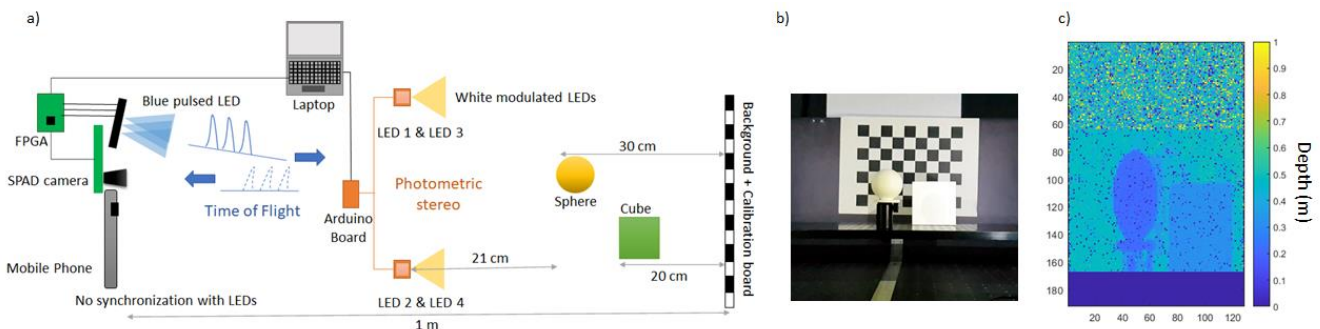 a)
Laptop
Blue pulsed LED
FPGA
SPAD camera
Time of Flight
Mobile Phone
No synchronization with LEDs
White modulated LEDs
LED 1 & LED 3
Photometric
stereo
Arduino
Board
LED 2 & LED 4
21 cm
30 cm
Sphere
Cube
20 cm
Background + Calibration board
1 m
b)
c)
20
40
60
80
100
120
140
160
180
20 40 60 80 100 120
1
0.9
0.8
0.7
0.6
0.5
0.4
0.3
0.2
0.1
0
Depth (m)